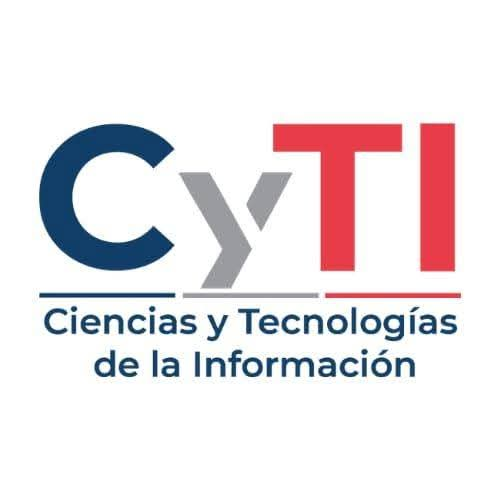 CyTI
Ciencias y Tecnologías
de la Información